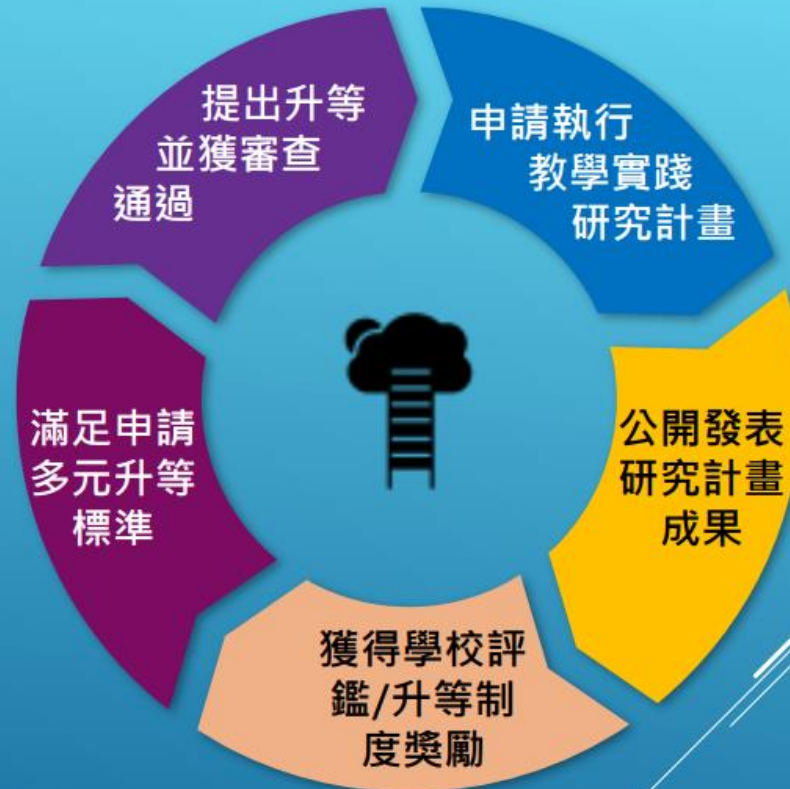 申請執行
教學實踐
研究計畫
公開發表
研究計畫
成果
獲得學校評
鑑/升等制
度獎勵
滿足申請
多元升等
標準
提出升等
並獲審查
通過